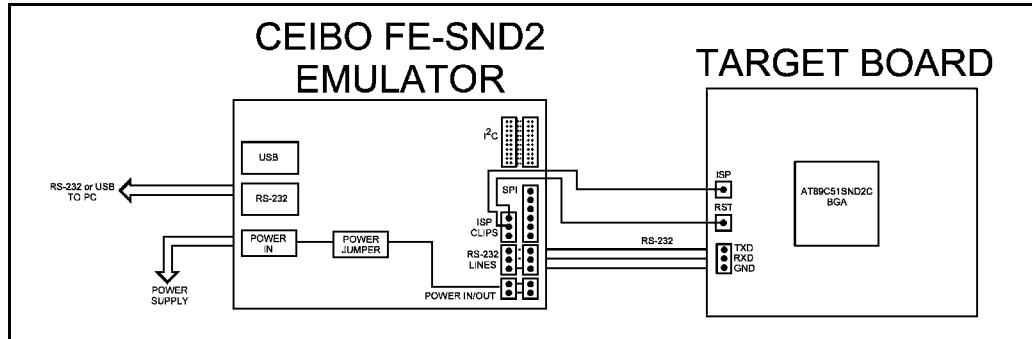 CEIBO FE-SND2
EMULATOR
TARGET BOARD
I²C
USB
RS-232 or USB
TO PC
RS-232
SPI
ISP
CLIPS
POWER
IN
POWER
JUMPER
RS-232
LINES
POWER IN/OUT
POWER
SUPPLY
RS-232
ISP
RST
TXD
RXD
GND
AT89C51SND2C
BGA